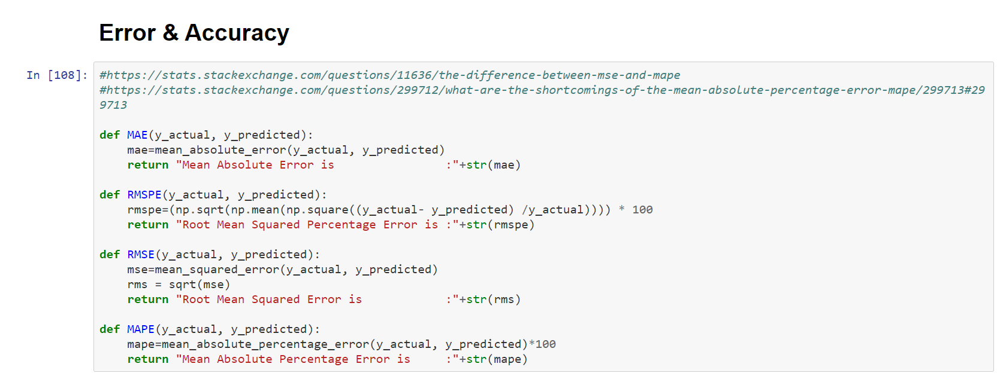 Error & Accuracy
In [108]: #https://stats.stackexchange.com/questions/11636/the-difference-between-mse-and-mape
#https://stats.stackexchange.com/questions/299712/what-are-the-shortcomings-of-the-mean-absolute-percentage-error-mape/299713#29
9713
def MAE(y_actual, y_predicted):
    mae=mean_absolute_error(y_actual, y_predicted)
    return "Mean Absolute Error is                :"+str(mae)
def RMSPE(y_actual, y_predicted):
    rmspe=(np.sqrt(np.mean(np.square((y_actual- y_predicted) /y_actual)))) * 100
    return "Root Mean Squared Percentage Error is :"+str(rmspe)
def RMSE(y_actual, y_predicted):
    mse=mean_squared_error(y_actual, y_predicted)
    rms = sqrt(mse)
    return "Root Mean Squared Error is            :"+str(rms)
def MAPE(y_actual, y_predicted):
    mape=mean_absolute_percentage_error(y_actual, y_predicted)*100
    return "Mean Absolute Percentage Error is     :"+str(mape)